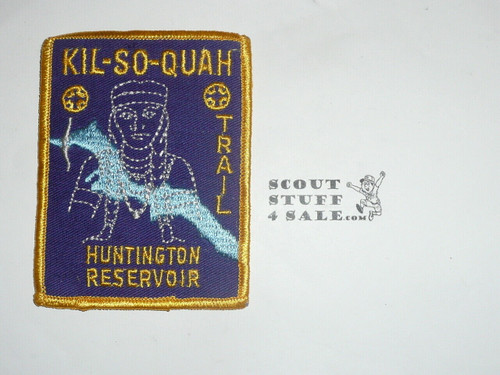 KIL-SO-QUAH
TRAIL
HUNTINGTON
RESERVOIR
SCOUT
STUFF
4 SALE.com